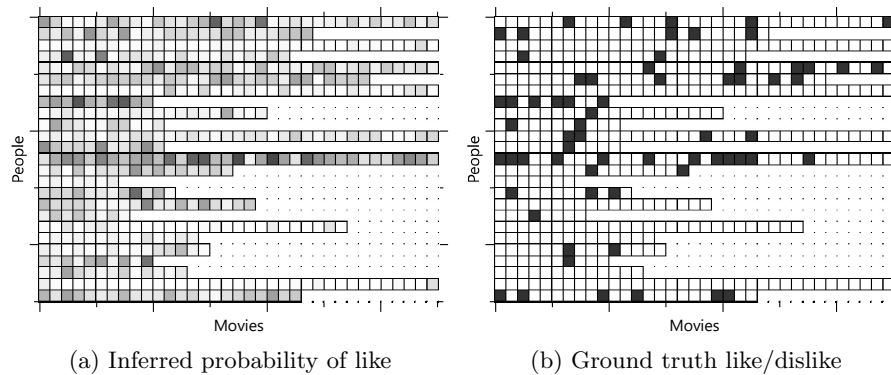 People
People
Movies
Movies
(a) Inferred probability of like
(b) Ground truth like/dislike